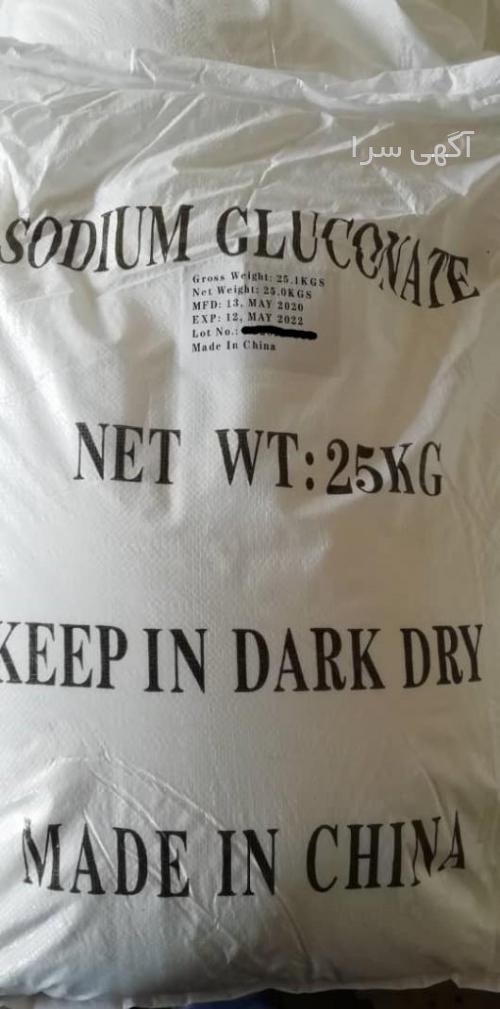 آگهی سرا
SODIUM GLUCONATE
Gross Weight: 25.1KGS
Net Weight: 25.0KGS
MFD: 13, MAY 2020
EXP: 12, MAY 2022
Lot No.:
Made In China
NET WT:25KG
KEEP IN DARK DRY
MADE IN CHINA